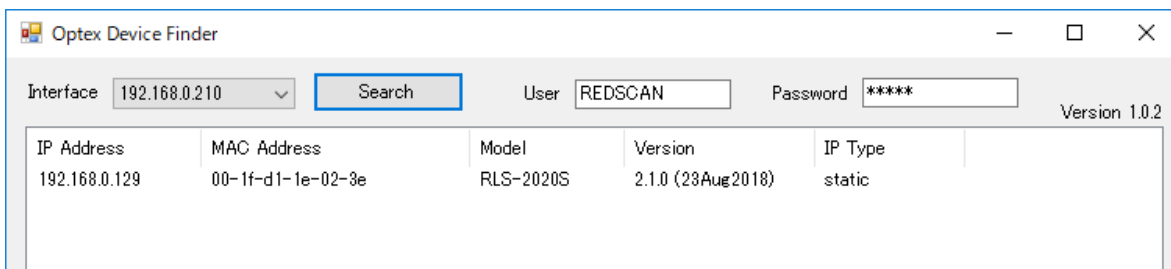 Optex Device Finder
Interface 192.168.0.210 Search User REDSCAN Password *****
Version 1.0.2
IP Address MAC Address Model Version IP Type
192.168.0.129 00-1f-d1-1e-02-3e RLS-2020S 2.1.0 (23Aug2018) static